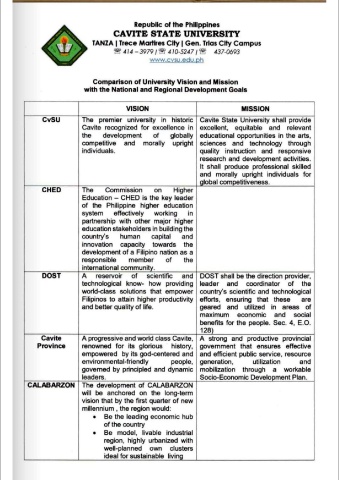 Republic of the Philippines
CAVITE STATE UNIVERSITY
TANZA | Trece Martires City | Gen. Trias City Campus
☏ 414 – 3979 | ☏ 410-5247 | ☏ 437-0693
www.cvsu.edu.ph
Comparison of University Vision and Mission
with the National and Regional Development Goals
VISION
MISSION
CvSU
The premier university in historic
Cavite recognized for excellence in
the development of globally
competitive and morally upright
individuals.
Cavite State University shall provide
excellent, equitable and relevant
educational opportunities in the arts,
sciences and technology through
quality instruction and responsive
research and development activities.
It shall produce professional skilled
and morally upright individuals for
global competitiveness.
CHED
The Commission on Higher
Education – CHED is the key leader
of the Philippine higher education
system effectively working in
partnership with other major higher
education stakeholders in building the
country's human capital and
innovation capacity towards the
development of a Filipino nation as a
responsible member of the
international community.
DOST
A reservoir of scientific and
technological know- how providing
world-class solutions that empower
Filipinos to attain higher productivity
and better quality of life.
DOST shall be the direction provider,
leader and coordinator of the
country's scientific and technological
efforts, ensuring that these are
geared and utilized in areas of
maximum economic and social
benefits for the people. Sec. 4, E.O.
128)
Cavite
Province
A progressive and world class Cavite,
renowned for its glorious history,
empowered by its god-centered and
environmental-friendly people,
governed by principled and dynamic
leaders.
A strong and productive provincial
government that ensures effective
and efficient public service, resource
generation, utilization and
mobilization through a workable
Socio-Economic Development Plan.
CALABARZON
The development of CALABARZON
will be anchored on the long-term
vision that by the first quarter of new
millennium , the region would:
• Be the leading economic hub
of the country
• Be model, livable industrial
region, highly urbanized with
well-planned own clusters
ideal for sustainable living